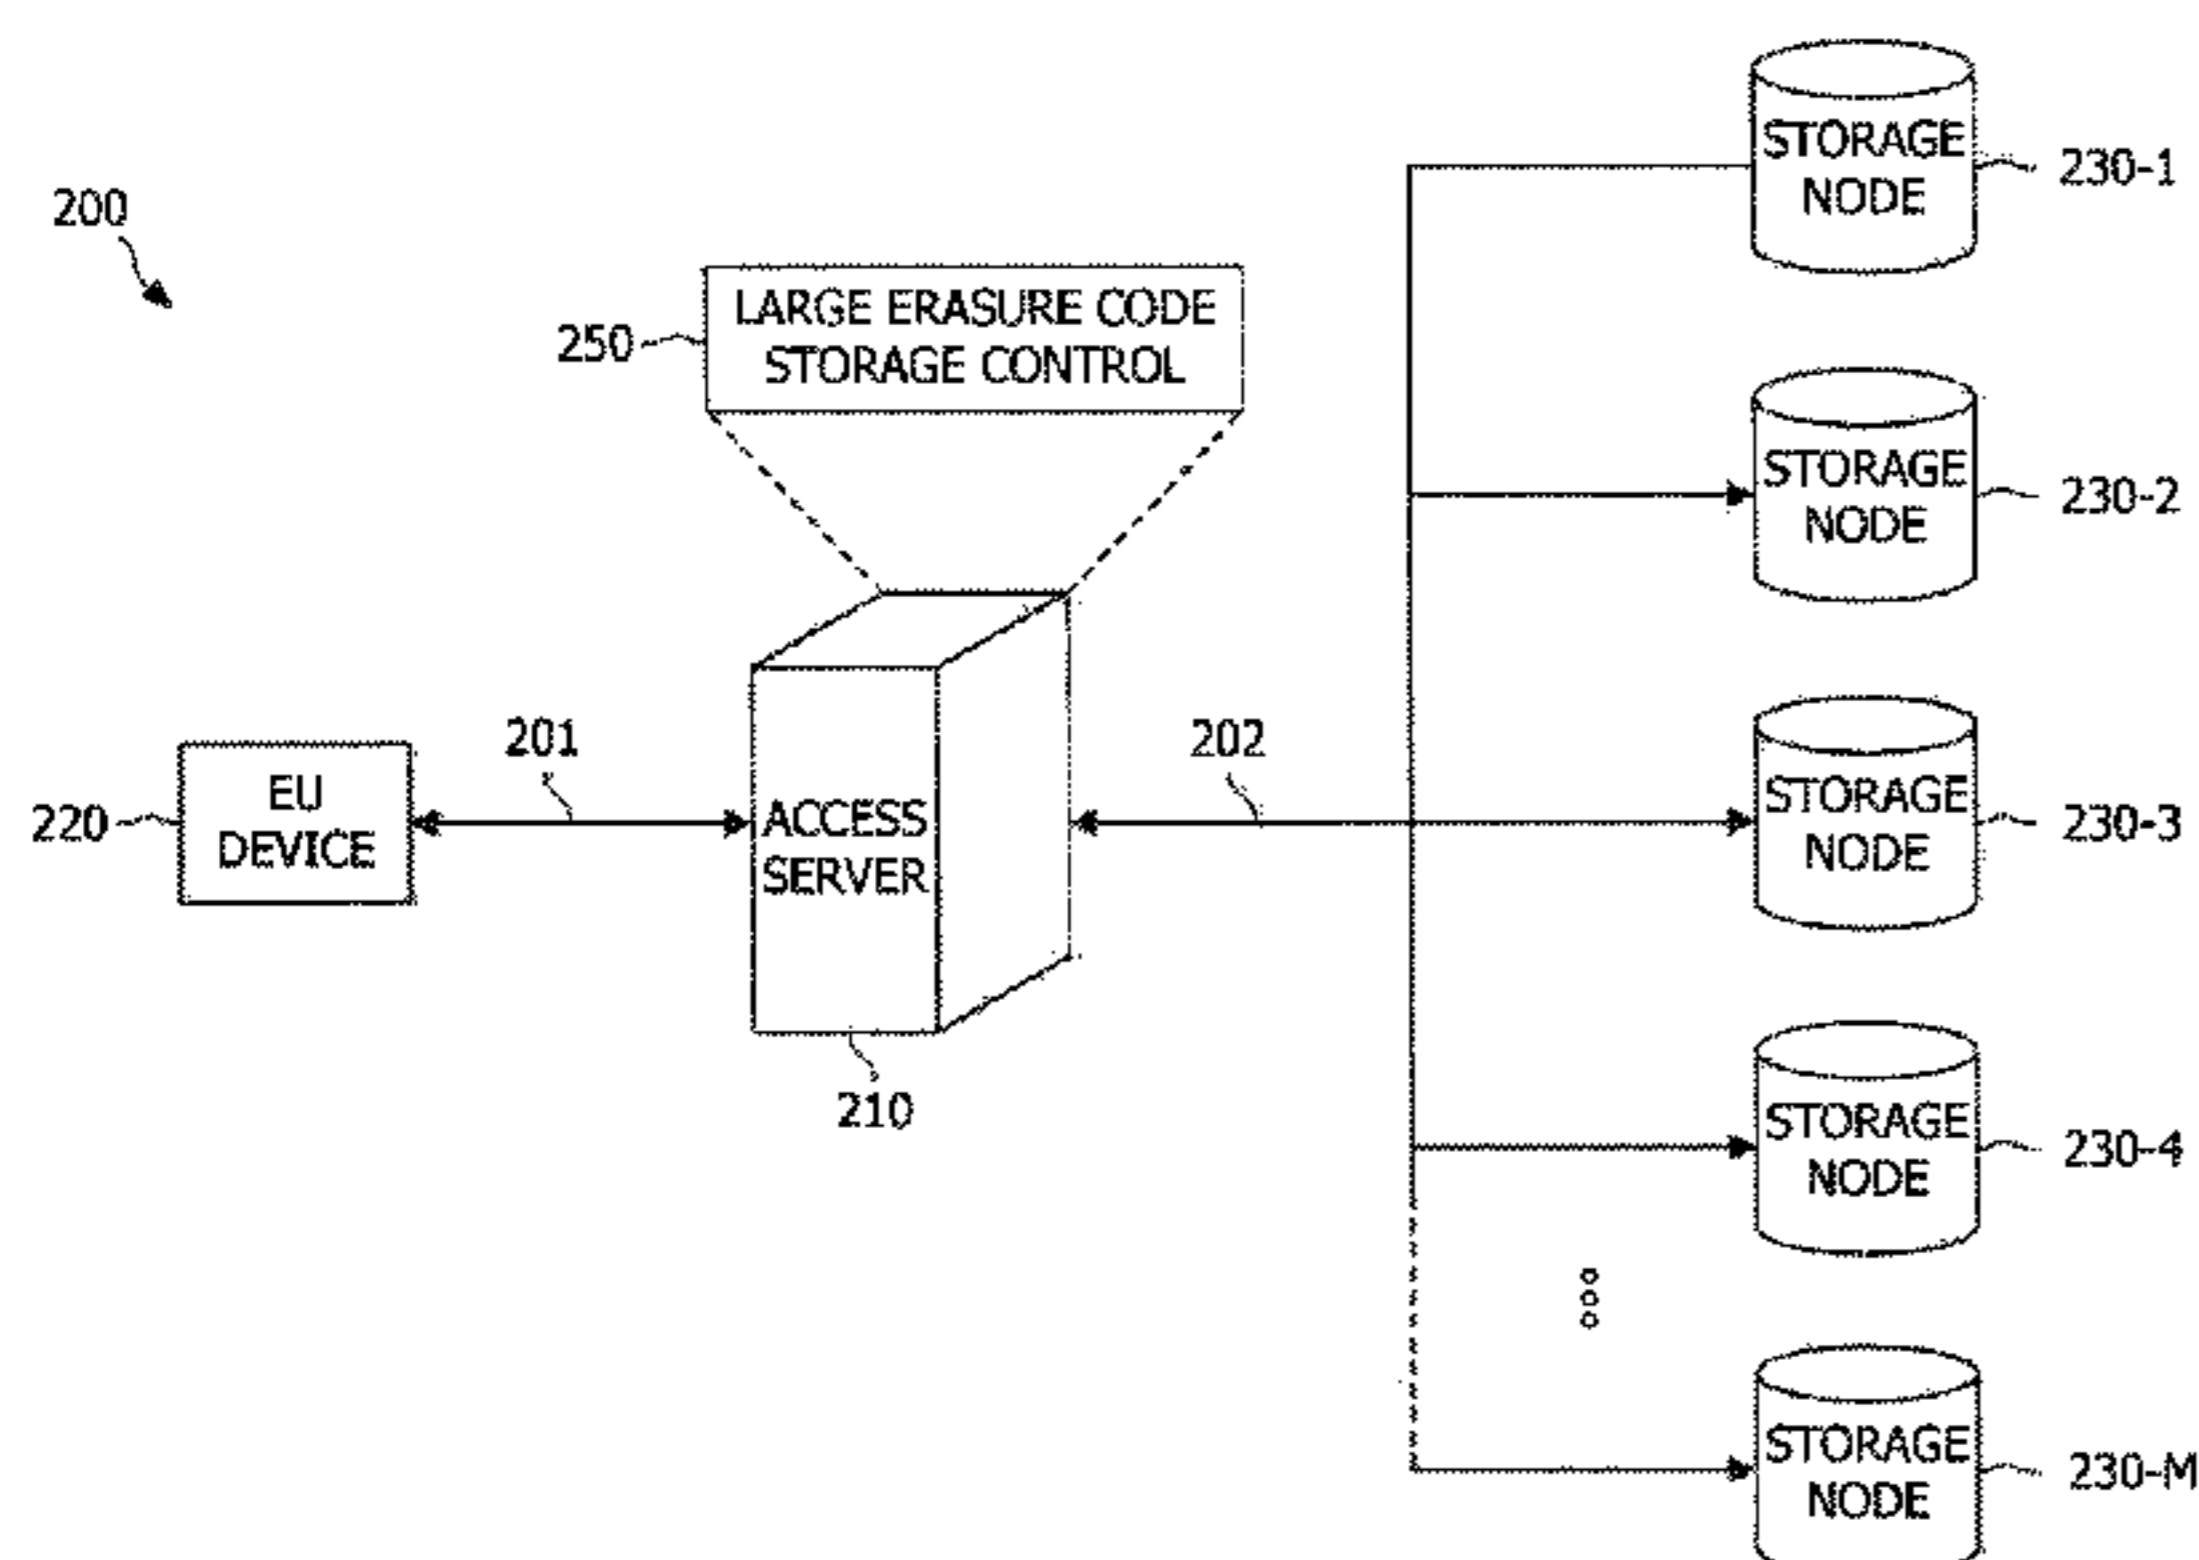 200
LARGE ERASURE CODE
STORAGE CONTROL
250
EU
DEVICE
220
201
ACCESS
SERVER
210
202
STORAGE
NODE
230-1
STORAGE
NODE
230-2
STORAGE
NODE
230-3
STORAGE
NODE
230-4
STORAGE
NODE
230-M